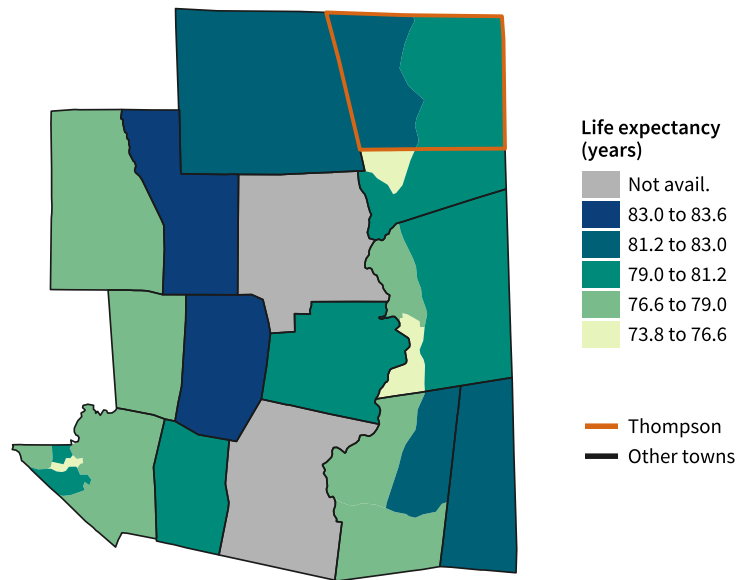 Life expectancy
(years)
Not avail.
83.0 to 83.6
81.2 to 83.0
79.0 to 81.2
76.6 to 79.0
73.8 to 76.6
Thompson
Other towns